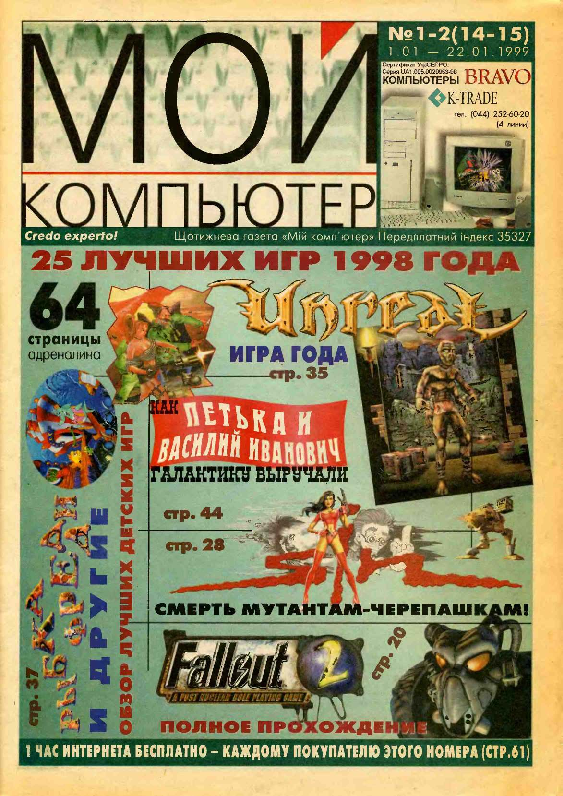 №1-2(14-15)
1.01 — 22.01.1999
МОЙ
КОМПЬЮТЕР
Сертификат УкрСЕПРО,
КОМПЬЮТЕРЫ BRAVO
K-TRADE
тел. (044) 252-60-20
(4 линии)
Credo experto!
Щотижнева газета «Мій комп'ютер» Передплатний індекс 35327
25 ЛУЧШИХ ИГР 1998 ГОДА
64
страницы
адреналина
Unreal
ИГРА ГОДА
стр. 35
КАК
ПЕТЬКА И
ВАСИЛИЙ ИВАНОВИЧ
ГАЛАКТИКУ ВЫРУЧАЛИ
стр. 44
стр. 28
СМЕРТЬ МУТАНТАМ-ЧЕРЕПАШКАМ!
РЫБКА ФРЕДИ
И ДРУГИЕ
ОБЗОР ЛУЧШИХ ДЕТСКИХ ИГР
стр. 37
Fallout 2
A POST NUCLEAR ROLE PLAYING GAME
стр. 20
ПОЛНОЕ ПРОХОЖДЕНИЕ
1 ЧАС ИНТЕРНЕТА БЕСПЛАТНО – КАЖДОМУ ПОКУПАТЕЛЮ ЭТОГО НОМЕРА (СТР.61)